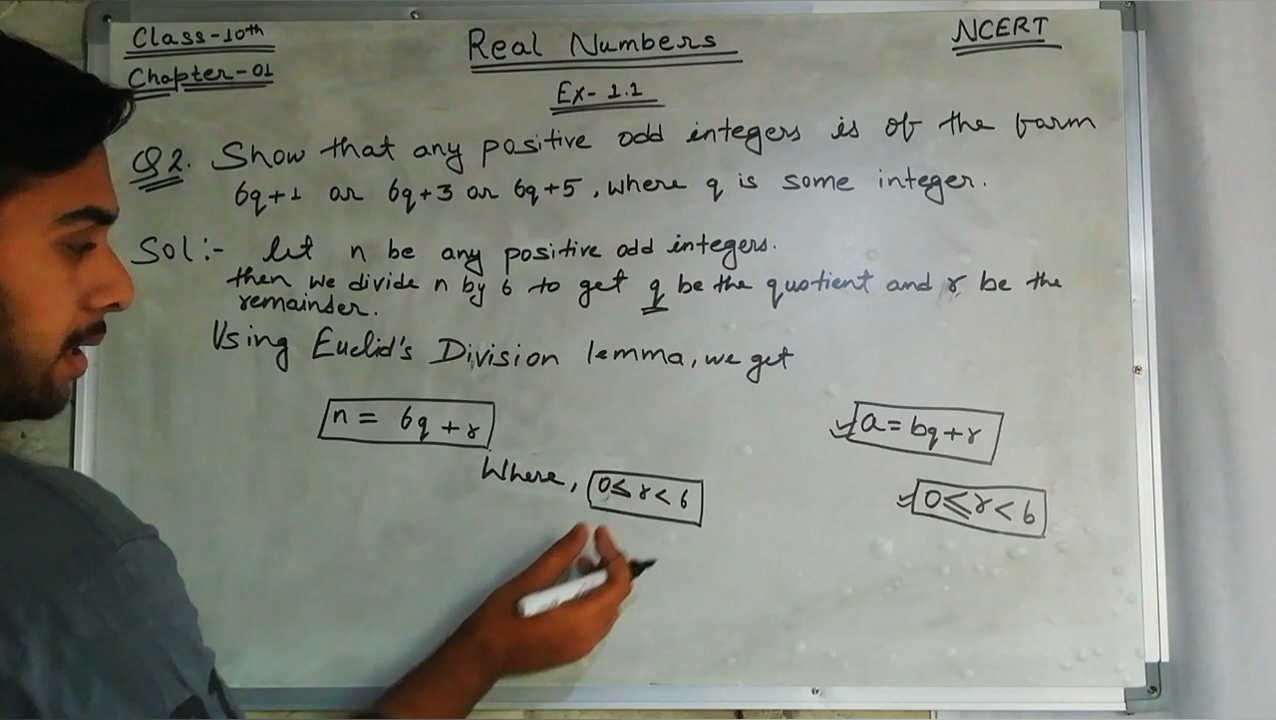 Class-10th
Chapter-01
Real Numbers
NCERT
Ex- 1.1
Q2. Show that any positive odd integers is of the form
6q+1 or 6q+3 or 6q+5, where q is some integer.
Sol:- let n be any positive odd integers.
then we divide n by 6 to get q be the quotient and r be the
remainder.
Using Euclid's Division lemma, we get
n = 6q + r
a = bq + r
Where, 0≤ r < 6
0 ≤ r < b